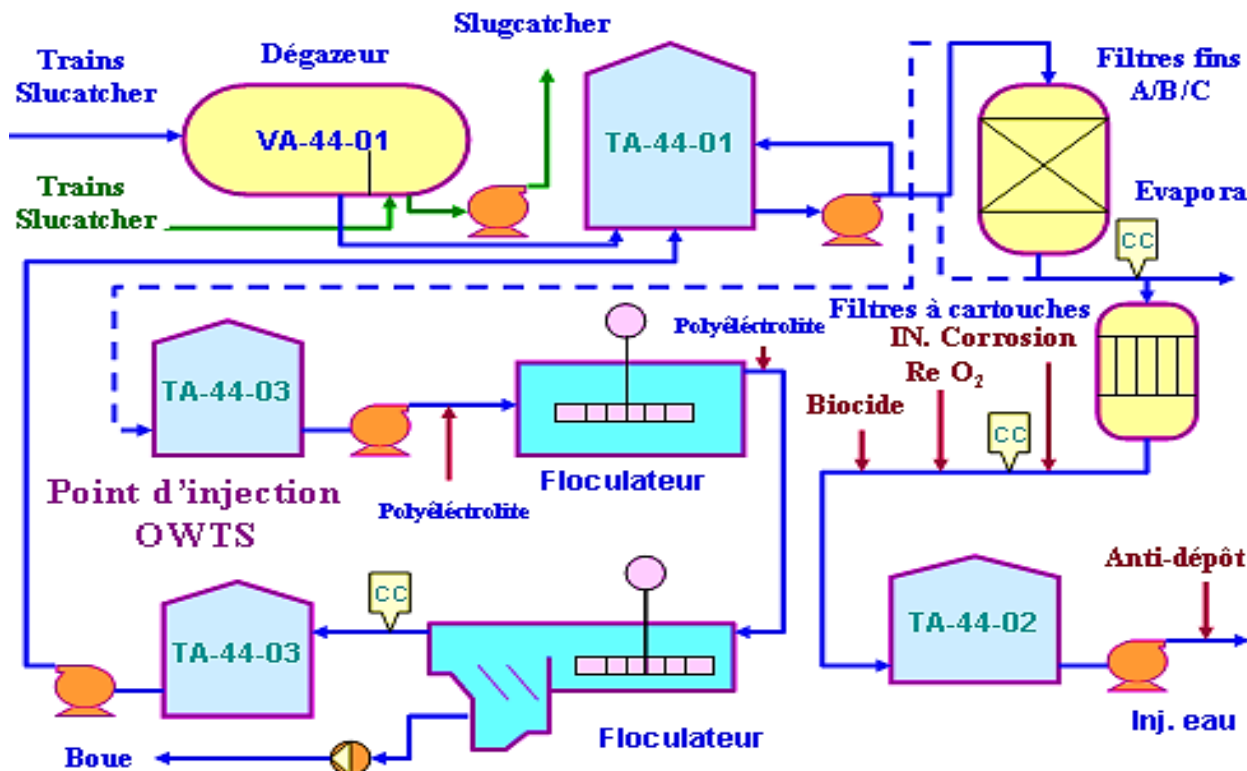 Slugcatcher
Trains
Slucatcher
Dégazeur
VA-44-01
TA-44-01
Filtres fins
A/B/C
Trains
Slucatcher
Evapora
CC
Filtres à cartouches
Polyéléctrolite
IN. Corrosion
Re O2
Biocide
CC
TA-44-03
Floculateur
Point d'injection
OWTS
Polyéléctrolite
CC
TA-44-03
Floculateur
Boue
TA-44-02
Anti-dépôt
Inj. eau